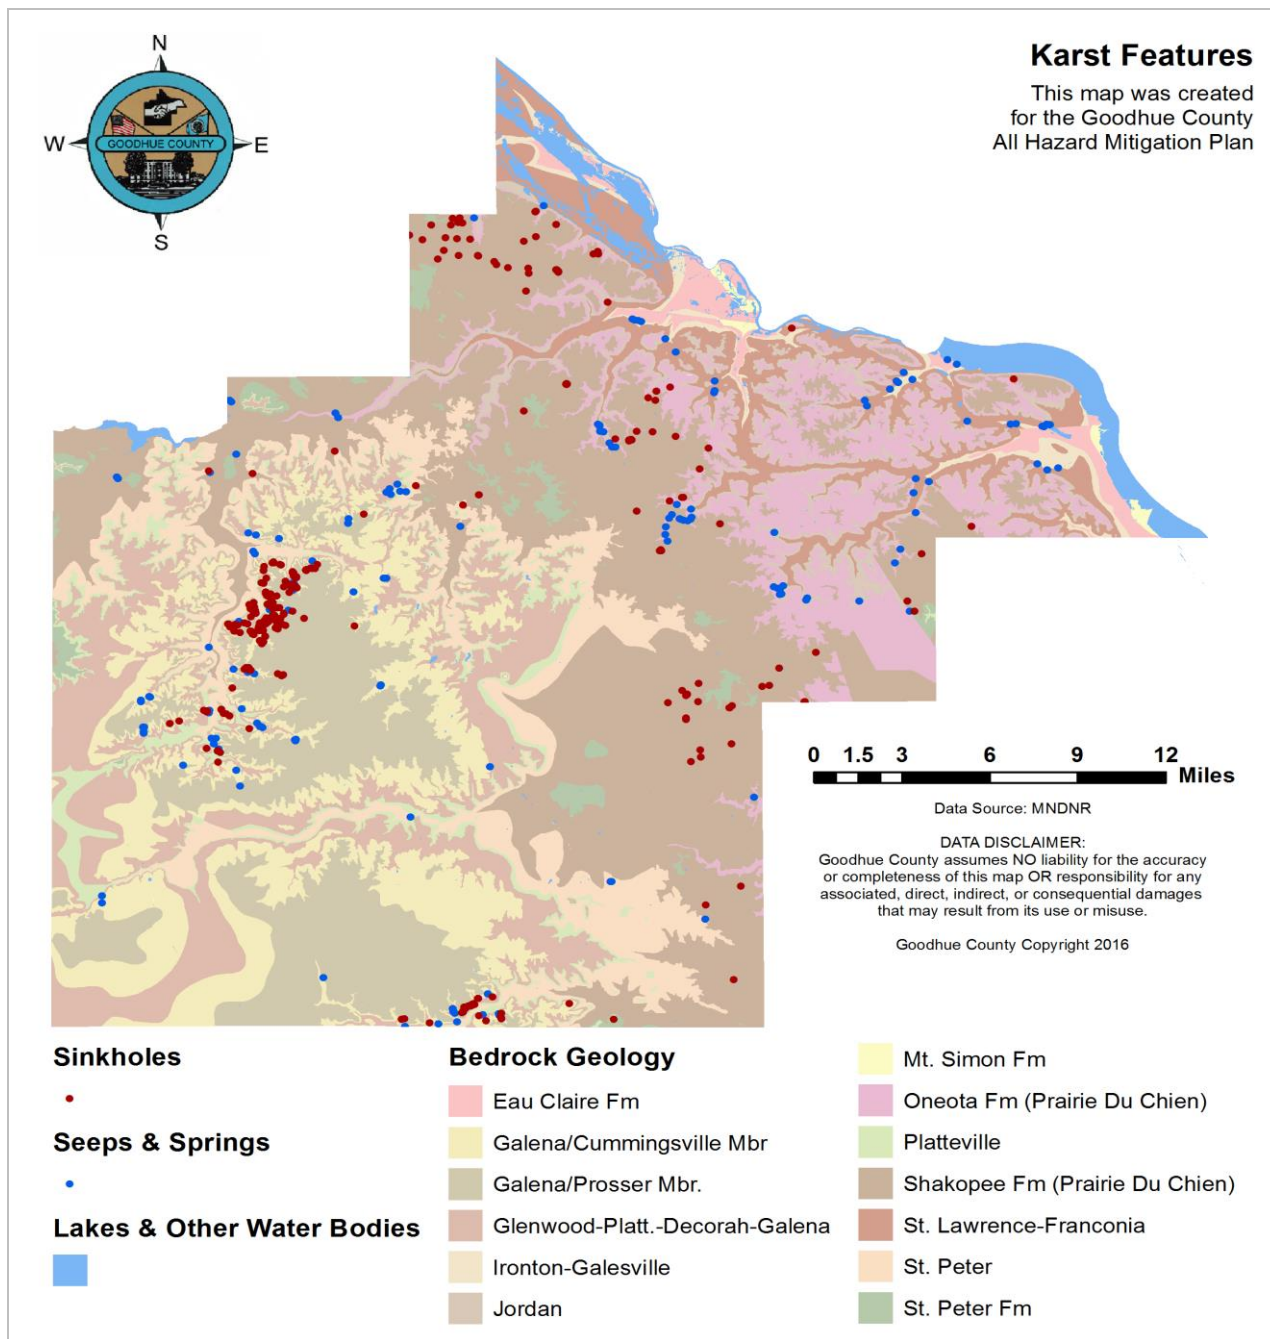 N
Karst Features
This map was created
for the Goodhue County
All Hazard Mitigation Plan
W
GOODHUE COUNTY
E
S
0 1.5 3 6 9 12
Miles
Data Source: MNDNR
DATA DISCLAIMER:
Goodhue County assumes NO liability for the accuracy
or completeness of this map OR responsibility for any
associated, direct, indirect, or consequential damages
that may result from its use or misuse.
Goodhue County Copyright 2016
Sinkholes
Seeps & Springs
Lakes & Other Water Bodies
Bedrock Geology
Eau Claire Fm
Galena/Cummingsville Mbr
Galena/Prosser Mbr.
Glenwood-Platt.-Decorah-Galena
Ironton-Galesville
Jordan
Mt. Simon Fm
Oneota Fm (Prairie Du Chien)
Platteville
Shakopee Fm (Prairie Du Chien)
St. Lawrence-Franconia
St. Peter
St. Peter Fm